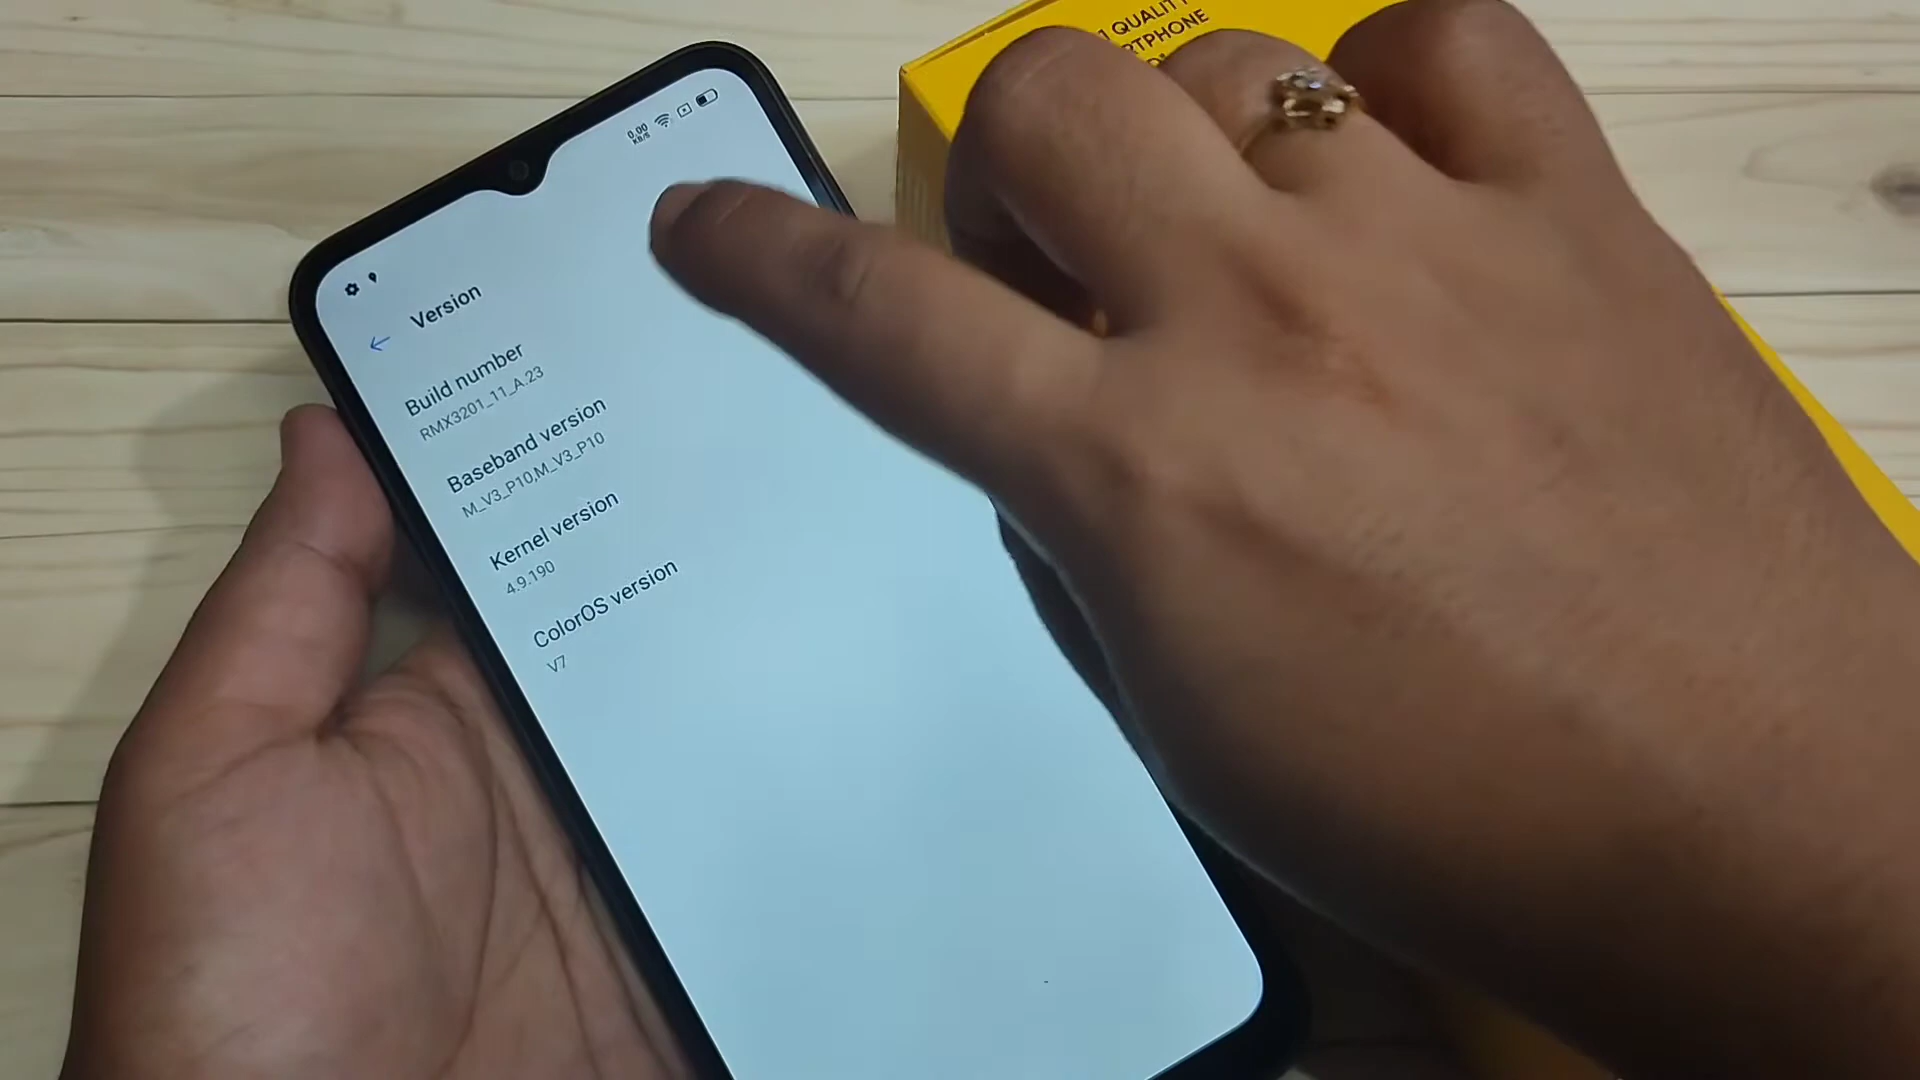 1 QUALITY
RTPHONE
D*
0.00
KB/S
Version
Build number
RMX3201_11_A.23
Baseband version
M_V3_P10,M_V3_P10
Kernel version
4.9.190
ColorOS version
V7